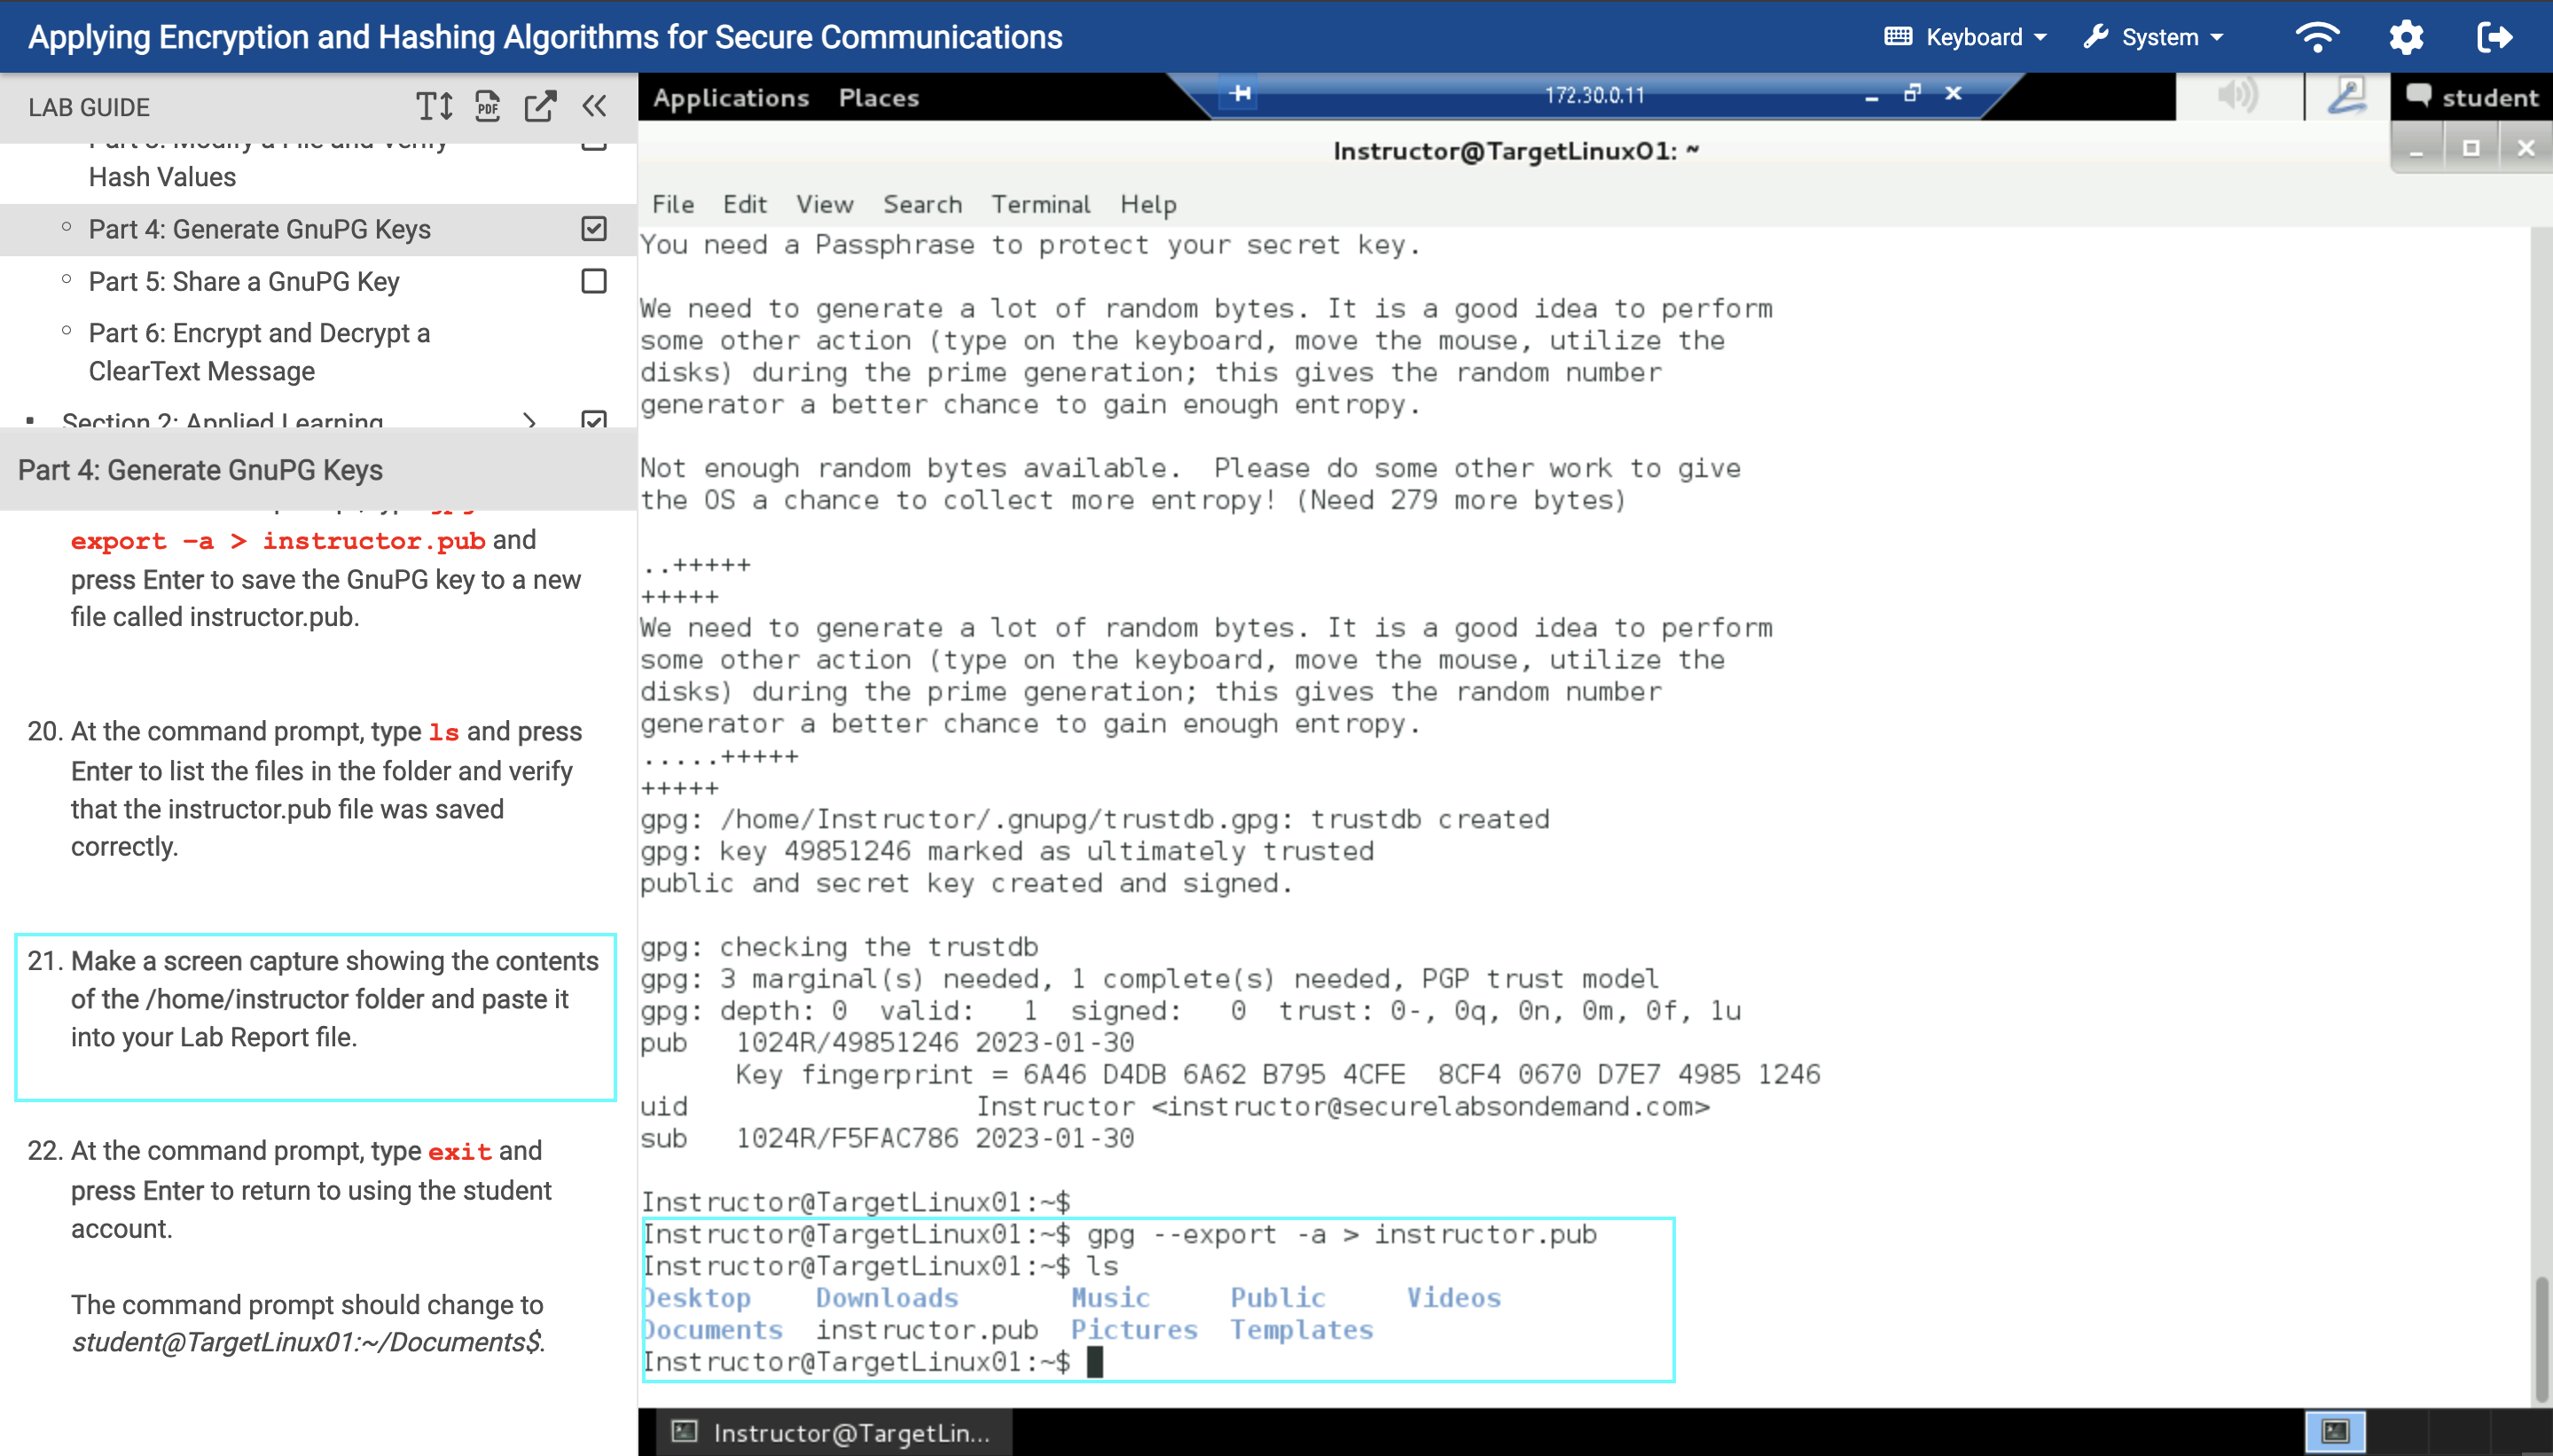 Applying Encryption and Hashing Algorithms for Secure Communications
Keyboard
System
LAB GUIDE
PDF
Hash Values
Part 4: Generate GnuPG Keys
Part 5: Share a GnuPG Key
Part 6: Encrypt and Decrypt a
ClearText Message
Section 2: Applied Learning
Part 4: Generate GnuPG Keys
export -a > instructor.pub and
press Enter to save the GnuPG key to a new
file called instructor.pub.
20. At the command prompt, type ls and press
Enter to list the files in the folder and verify
that the instructor.pub file was saved
correctly.
21. Make a screen capture showing the contents
of the /home/instructor folder and paste it
into your Lab Report file.
22. At the command prompt, type exit and
press Enter to return to using the student
account.
The command prompt should change to
student@TargetLinux01:~/Documents$.
Applications Places
172.30.0.11
student
Instructor@TargetLinux01: ~
File Edit View Search Terminal Help
You need a Passphrase to protect your secret key.
We need to generate a lot of random bytes. It is a good idea to perform
some other action (type on the keyboard, move the mouse, utilize the
disks) during the prime generation; this gives the random number
generator a better chance to gain enough entropy.
Not enough random bytes available.  Please do some other work to give
the OS a chance to collect more entropy! (Need 279 more bytes)
..+++++
+++++
We need to generate a lot of random bytes. It is a good idea to perform
some other action (type on the keyboard, move the mouse, utilize the
disks) during the prime generation; this gives the random number
generator a better chance to gain enough entropy.
.....+++++
+++++
gpg: /home/Instructor/.gnupg/trustdb.gpg: trustdb created
gpg: key 49851246 marked as ultimately trusted
public and secret key created and signed.
gpg: checking the trustdb
gpg: 3 marginal(s) needed, 1 complete(s) needed, PGP trust model
gpg: depth: 0  valid:   1  signed:   0  trust: 0-, 0q, 0n, 0m, 0f, 1u
pub   1024R/49851246 2023-01-30
Key fingerprint = 6A46 D4DB 6A62 B795 4CFE  8CF4 0670 D7E7 4985 1246
uid                  Instructor <instructor@securelabsondemand.com>
sub   1024R/F5FAC786 2023-01-30
Instructor@TargetLinux01:~$
Instructor@TargetLinux01:~$ gpg --export -a > instructor.pub
Instructor@TargetLinux01:~$ ls
Desktop    Downloads       Music     Public     Videos
Documents  instructor.pub  Pictures  Templates
Instructor@TargetLinux01:~$
Instructor@TargetLin...